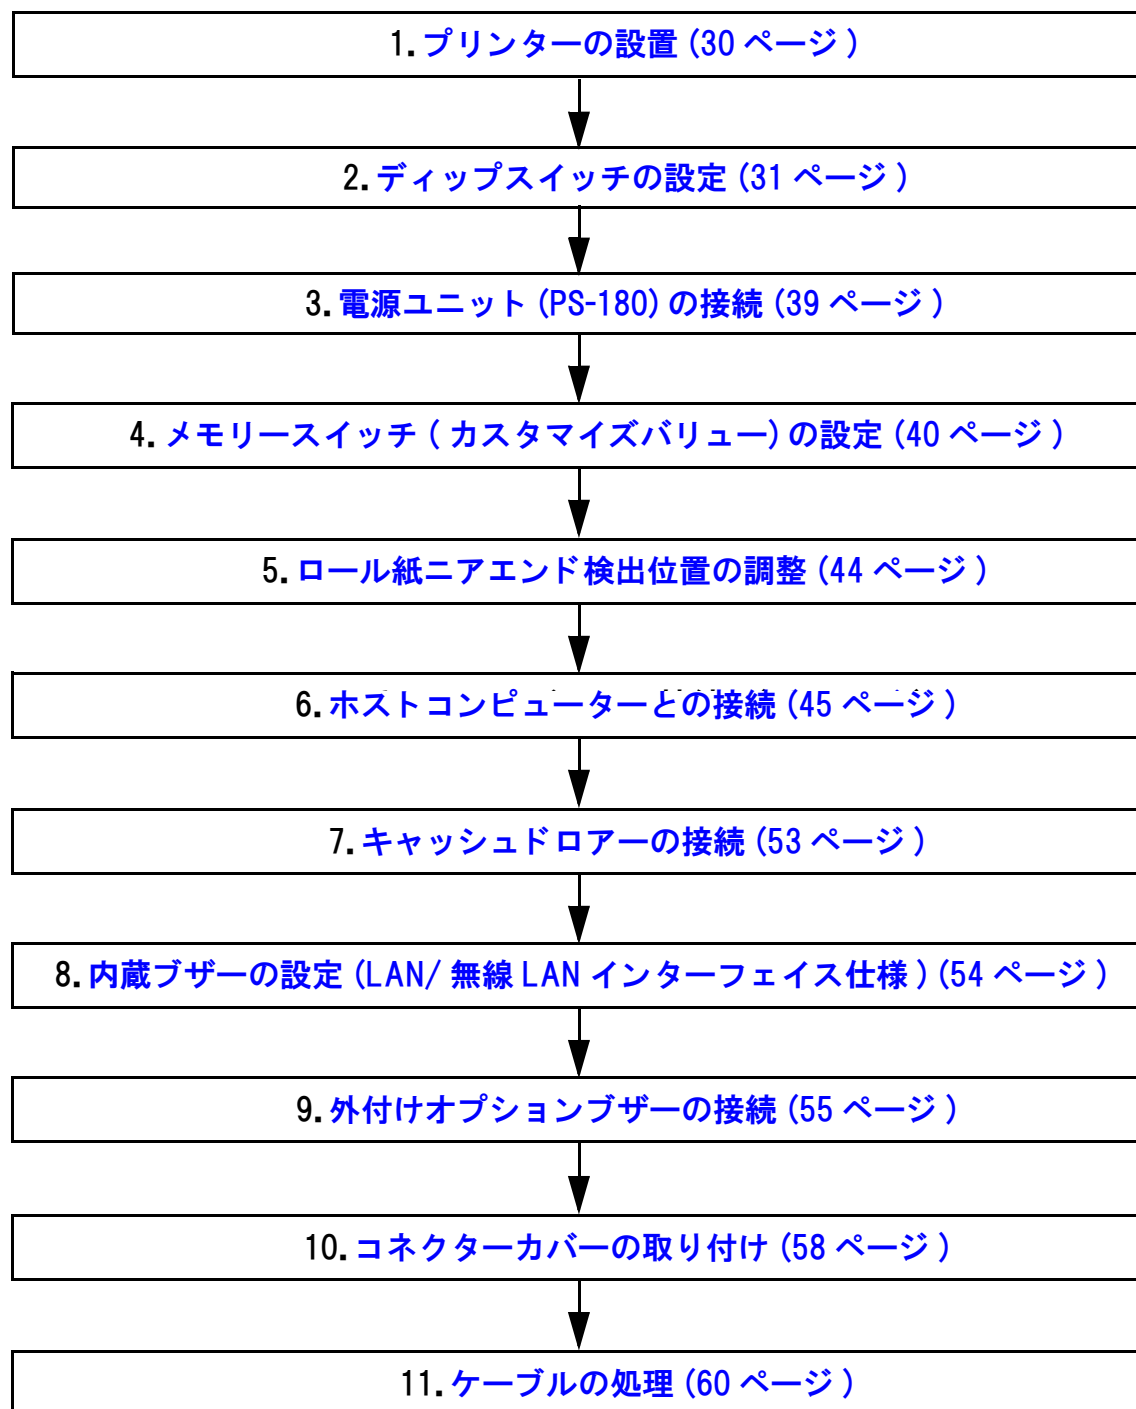 1. プリンターの設置 (30 ページ )
2. ディップスイッチの設定 (31 ページ )
3. 電源ユニット (PS-180) の接続 (39 ページ )
4. メモリースイッチ ( カスタマイズバリュー) の設定 (40 ページ )
5. ロール紙ニアエンド検出位置の調整 (44 ページ )
6. ホストコンピューターとの接続 (45 ページ )
7. キャッシュドロアーの接続 (53 ページ )
8. 内蔵ブザーの設定 (LAN/ 無線 LAN インターフェイス仕様 ) (54 ページ )
9. 外付けオプションブザーの接続 (55 ページ )
10. コネクターカバーの取り付け (58 ページ )
11. ケーブルの処理 (60 ページ )